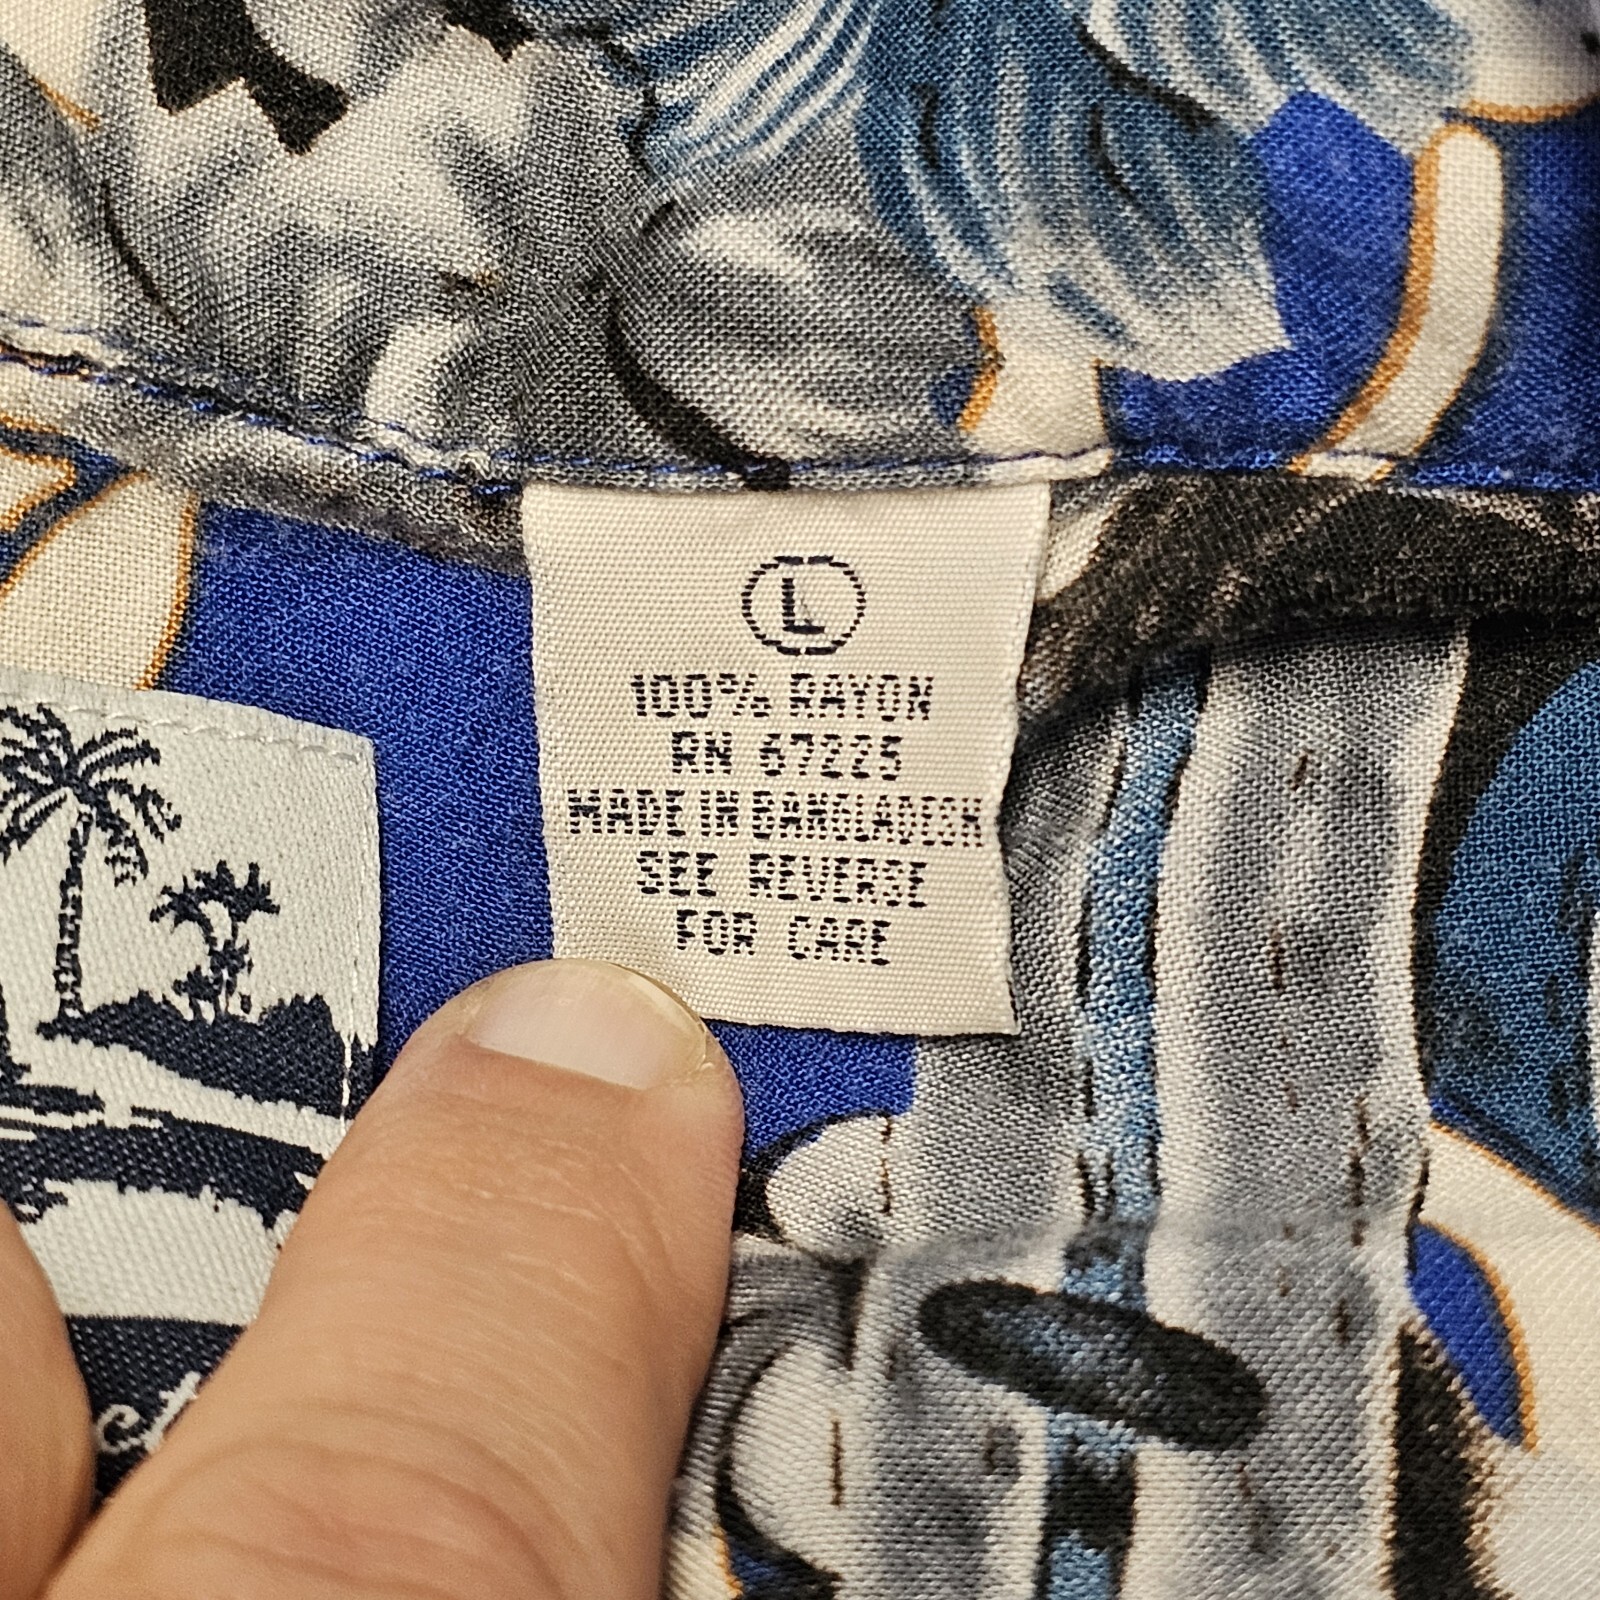 L
100% RAYON
RN 67225
MADE IN BANGLADESH
SEE REVERSE
FOR CARE